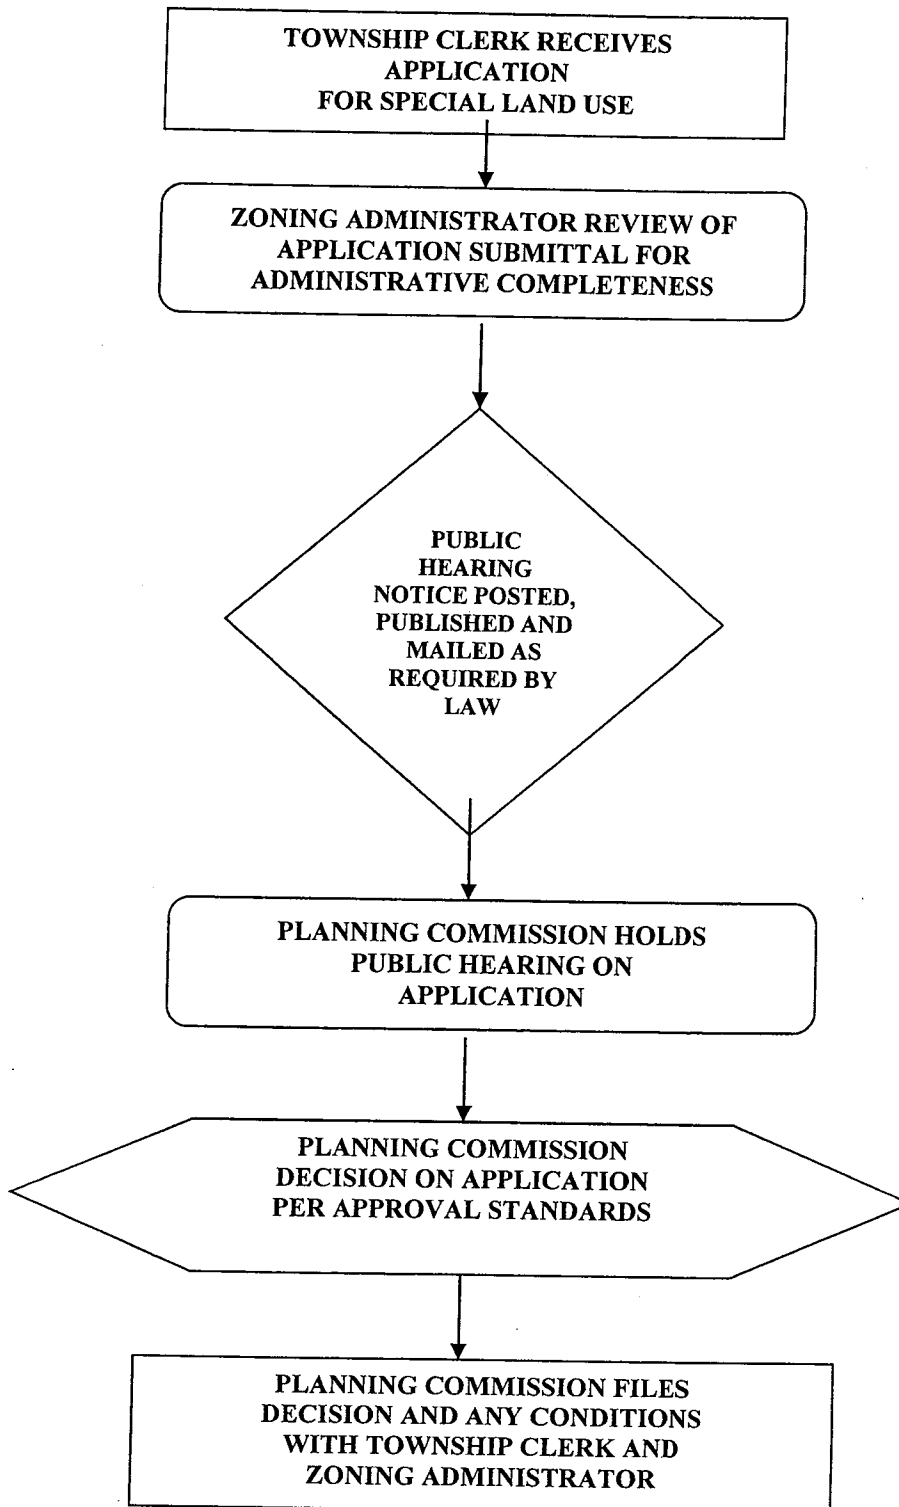 TOWNSHIP CLERK RECEIVES
APPLICATION
FOR SPECIAL LAND USE
ZONING ADMINISTRATOR REVIEW OF
APPLICATION SUBMITTAL FOR
ADMINISTRATIVE COMPLETENESS
PUBLIC
HEARING
NOTICE POSTED,
PUBLISHED AND
MAILED AS
REQUIRED BY
LAW
PLANNING COMMISSION HOLDS
PUBLIC HEARING ON
APPLICATION
PLANNING COMMISSION
DECISION ON APPLICATION
PER APPROVAL STANDARDS
PLANNING COMMISSION FILES
DECISION AND ANY CONDITIONS
WITH TOWNSHIP CLERK AND
ZONING ADMINISTRATOR